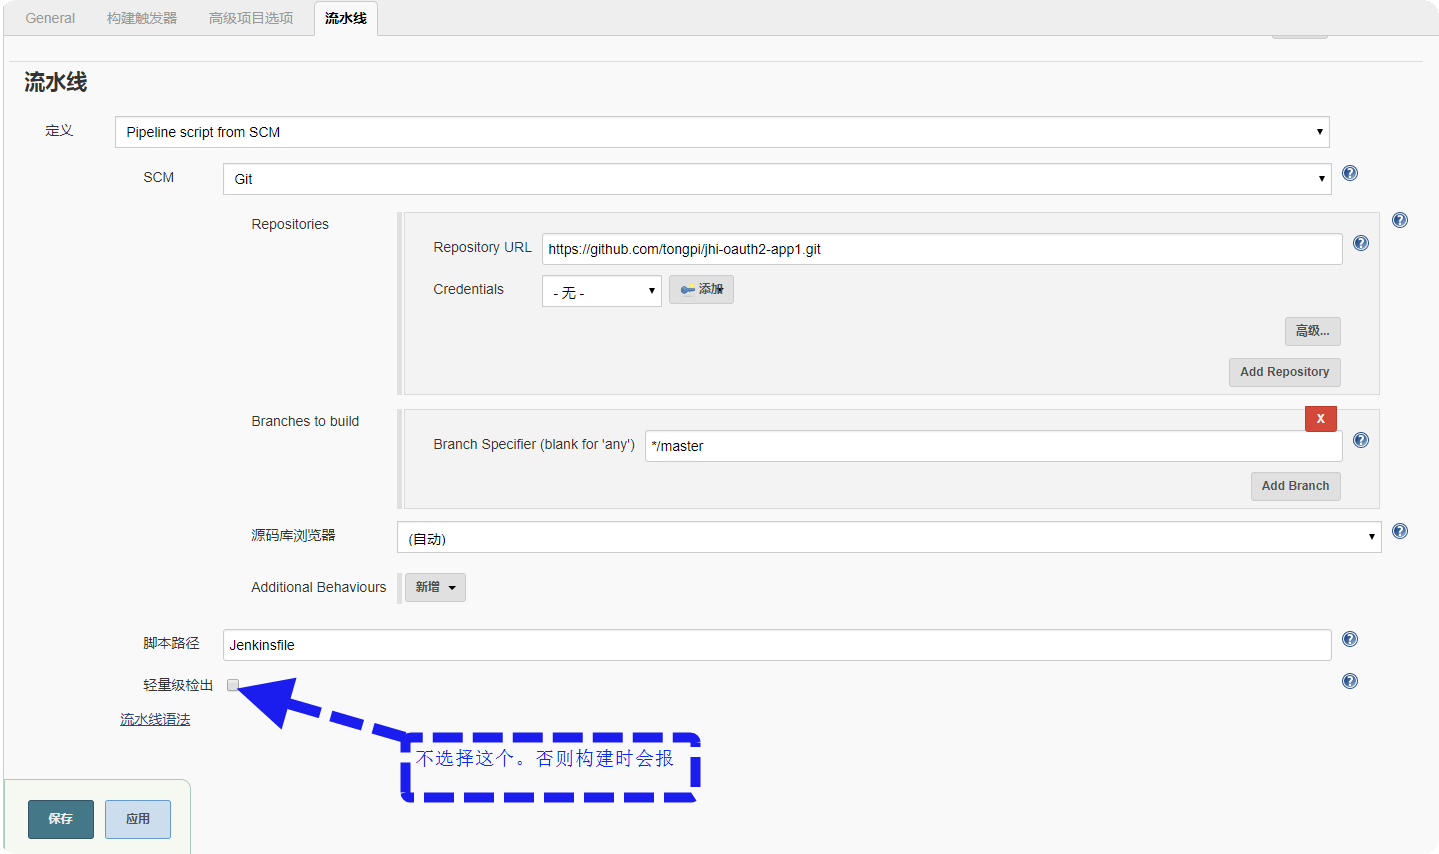 General 构建触发器 高级项目选项 流水线
流水线
定义 Pipeline script from SCM
SCM Git
Repositories
Repository URL https://github.com/tongpi/jhi-oauth2-app1.git
Credentials - 无 - 添加
高级...
Add Repository
Branches to build
X
Branch Specifier (blank for 'any') */master
Add Branch
源码库浏览器 (自动)
Additional Behaviours 新增
脚本路径 Jenkinsfile
轻量级检出
流水线语法
不选择这个。否则构建时会报
保存 应用